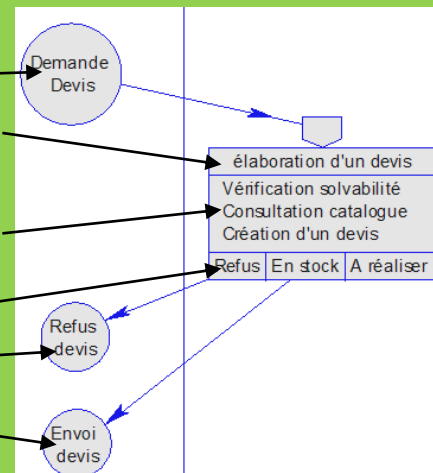 Demande
Devis
élaboration d'un devis
Vérification solvabilité
Consultation catalogue
Création d'un devis
Refus En stock A réaliser
Refus
devis
Envoi
devis